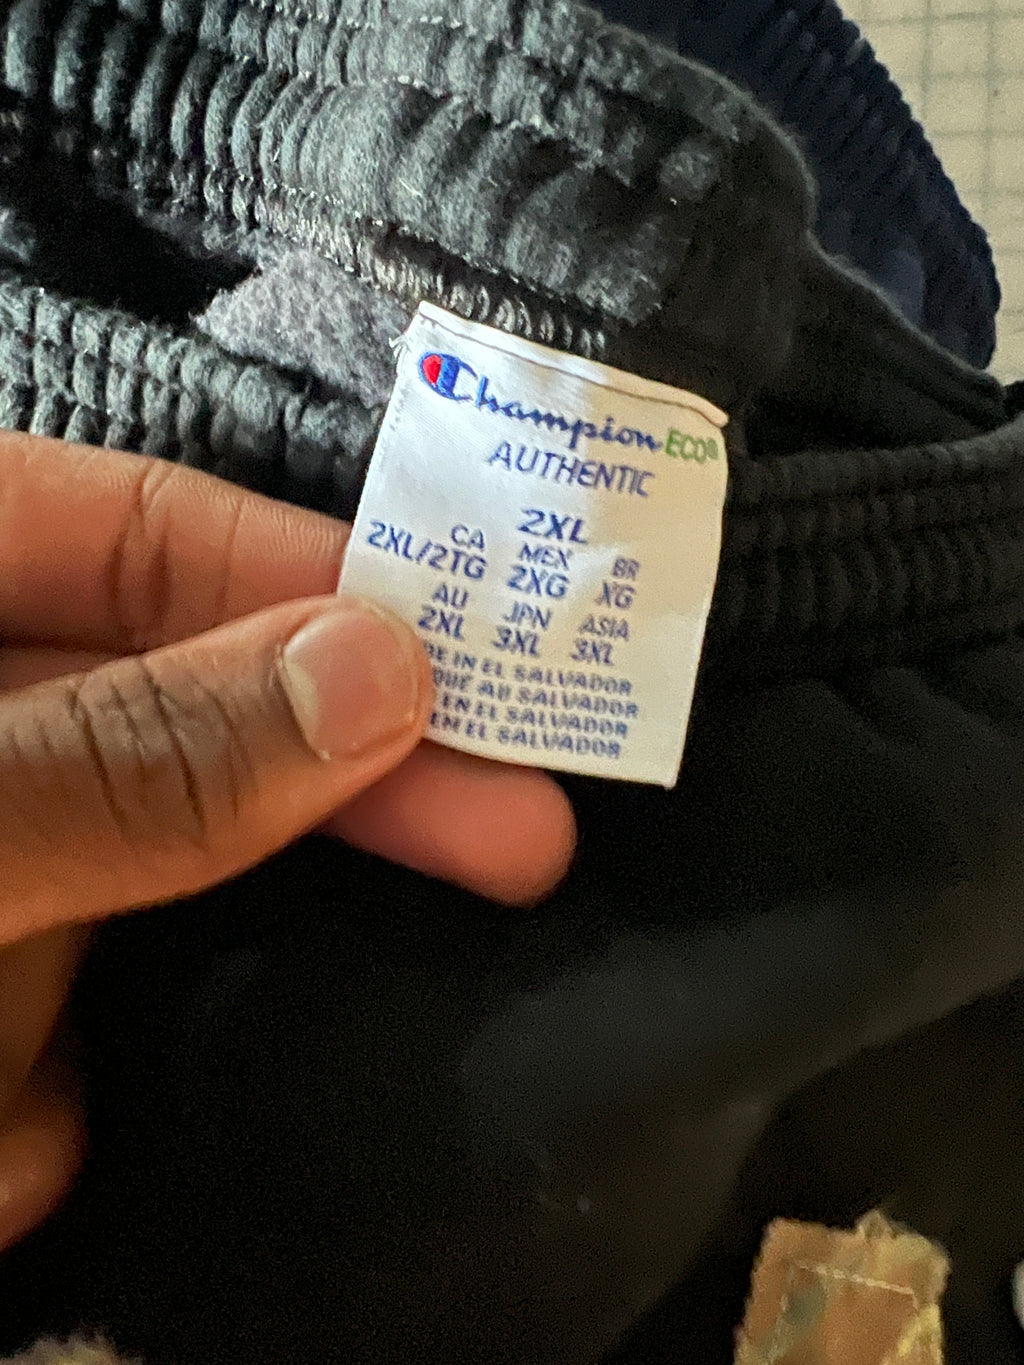 Champion ECO®
AUTHENTIC
2XL
CA MEX BR
2XL/2TG 2XG XG
AU JPN ASIA
2XL 3XL 3XL
IN EL SALVADOR
AU SALVADOR
EN EL SALVADOR
EN EL SALVADOR